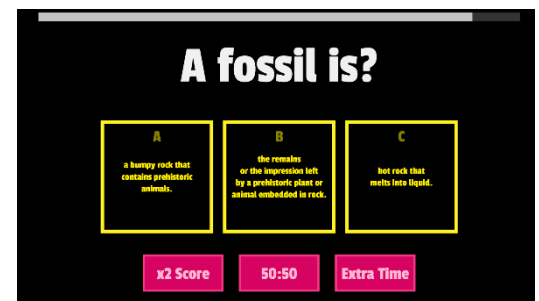 A fossil is?
A
a bumpy rock that
contains prehistoric
animals.
B
the remains
or the impression left
by a prehistoric plant or
animal embedded in rock.
C
hot rock that
melts into liquid.
x2 Score
50:50
Extra Time